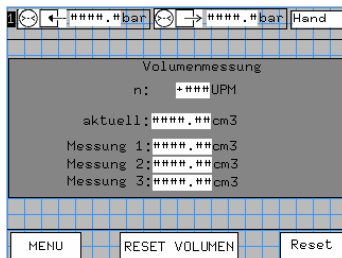 1 ####.# bar ####.# bar Hand
Volumenmessung
n: +### UPM
aktuell: ####.## cm3
Messung 1: ####.## cm3
Messung 2: ####.## cm3
Messung 3: ####.## cm3
MENU RESET VOLUMEN Reset